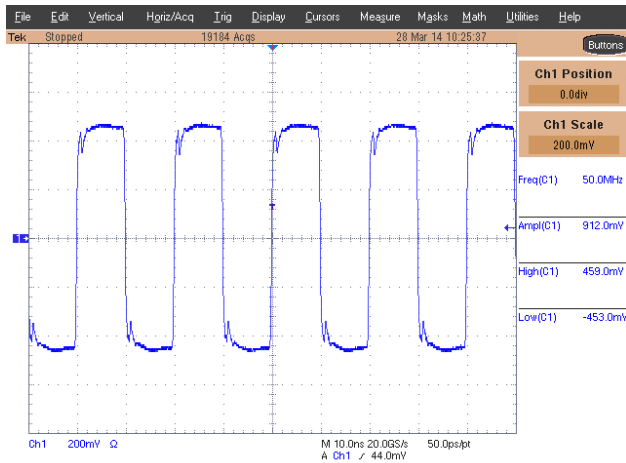 File Edit Vertical Horiz/Acq Trig Display Cursors Measure Masks Math Utilities Help
Tek Stopped 19184 Acqs 28 Mar 14 10:25:37
Buttons
Ch1 Position
0.0div
Ch1 Scale
200.0mV
Freq(C1) 50.0MHz
1
Ampl(C1) 912.0mV
High(C1) 459.0mV
Low(C1) -453.0mV
Ch1 200mV Ω M 10.0ns 20.0GS/s 50.0ps/pt
A Ch1 ∕ 44.0mV